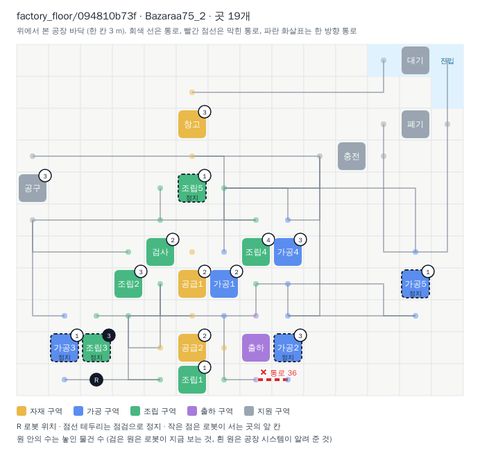 factory_floor/094810b73f · Bazaraa75_2 · 곳 19개
위에서 본 공장 바닥 (한 칸 3 m). 회색 선은 통로, 빨간 점선은 막힌 통로, 파란 화살표는 한 방향 통로
대기
진입
3
창고
폐기
충전
3
공구
1
조립5
정지
2
검사
4
조립4
3
가공4
3
조립2
2
공급1
2
가공1
1
가공5
정지
1
가공3
정지
3
조립3
정지
2
공급2
출하
3
가공2
정지
✕ 통로 36
R
1
조립1
자재 구역
가공 구역
조립 구역
출하 구역
지원 구역
R 로봇 위치 · 점선 테두리는 점검으로 정지 · 작은 점은 로봇이 서는 곳의 앞 칸
원 안의 수는 놓인 물건 수 (검은 원은 로봇이 지금 보는 것, 흰 원은 공장 시스템이 알려 준 것)